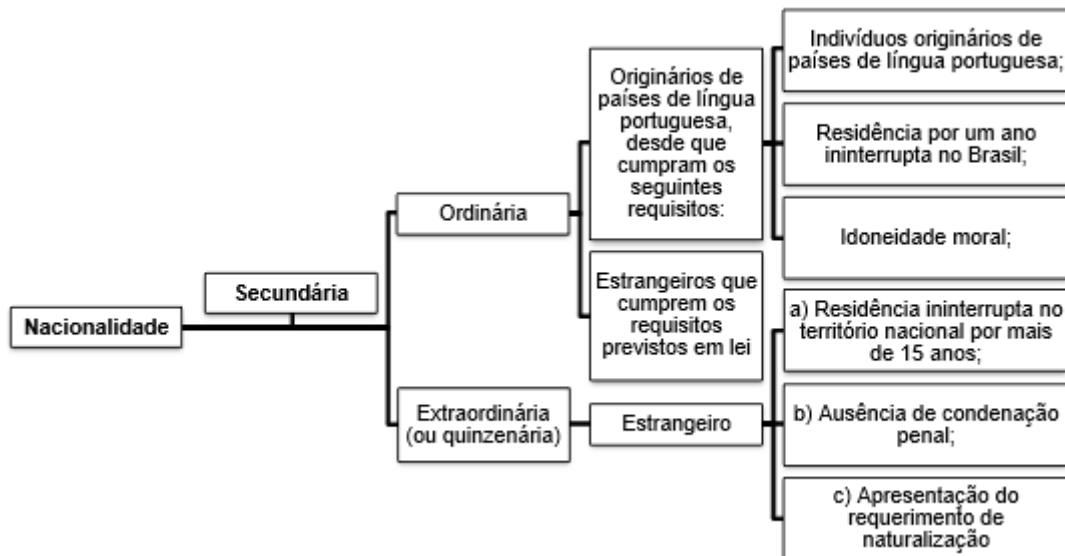 Nacionalidade
Secundária
Ordinária
Originários de
países de língua
portuguesa,
desde que
cumpram os
seguintes
requisitos:
Indivíduos originários de
países de língua portuguesa;
Residência por um ano
ininterrupta no Brasil;
Idoneidade moral;
Estrangeiros que
cumprem os
requisitos
previstos em lei
Extraordinária
(ou quinzenária)
Estrangeiro
a) Residência ininterrupta no
território nacional por mais
de 15 anos;
b) Ausência de condenação
penal;
c) Apresentação do
requerimento de
naturalização